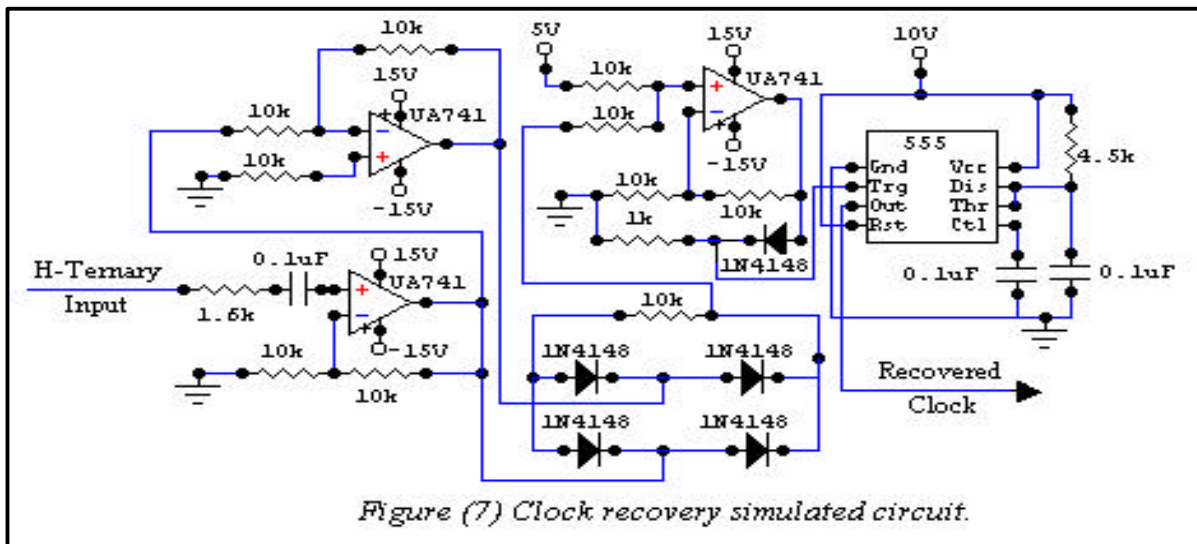 10k
15V
UA741
10k
10k
-15V
H-Ternary
Input
1.6k
0.1uF
15V
UA741
-15V
10k
10k
5V
10k
10k
15V
UA741
-15V
10k
10k
1k
1N4148
10k
1N4148
1N4148
1N4148
1N4148
10V
555
Gnd
Trg
Out
Rst
Vcc
Dis
Thr
Ctl
4.5k
0.1uF
0.1uF
Recovered
Clock
Figure (7) Clock recovery simulated circuit.